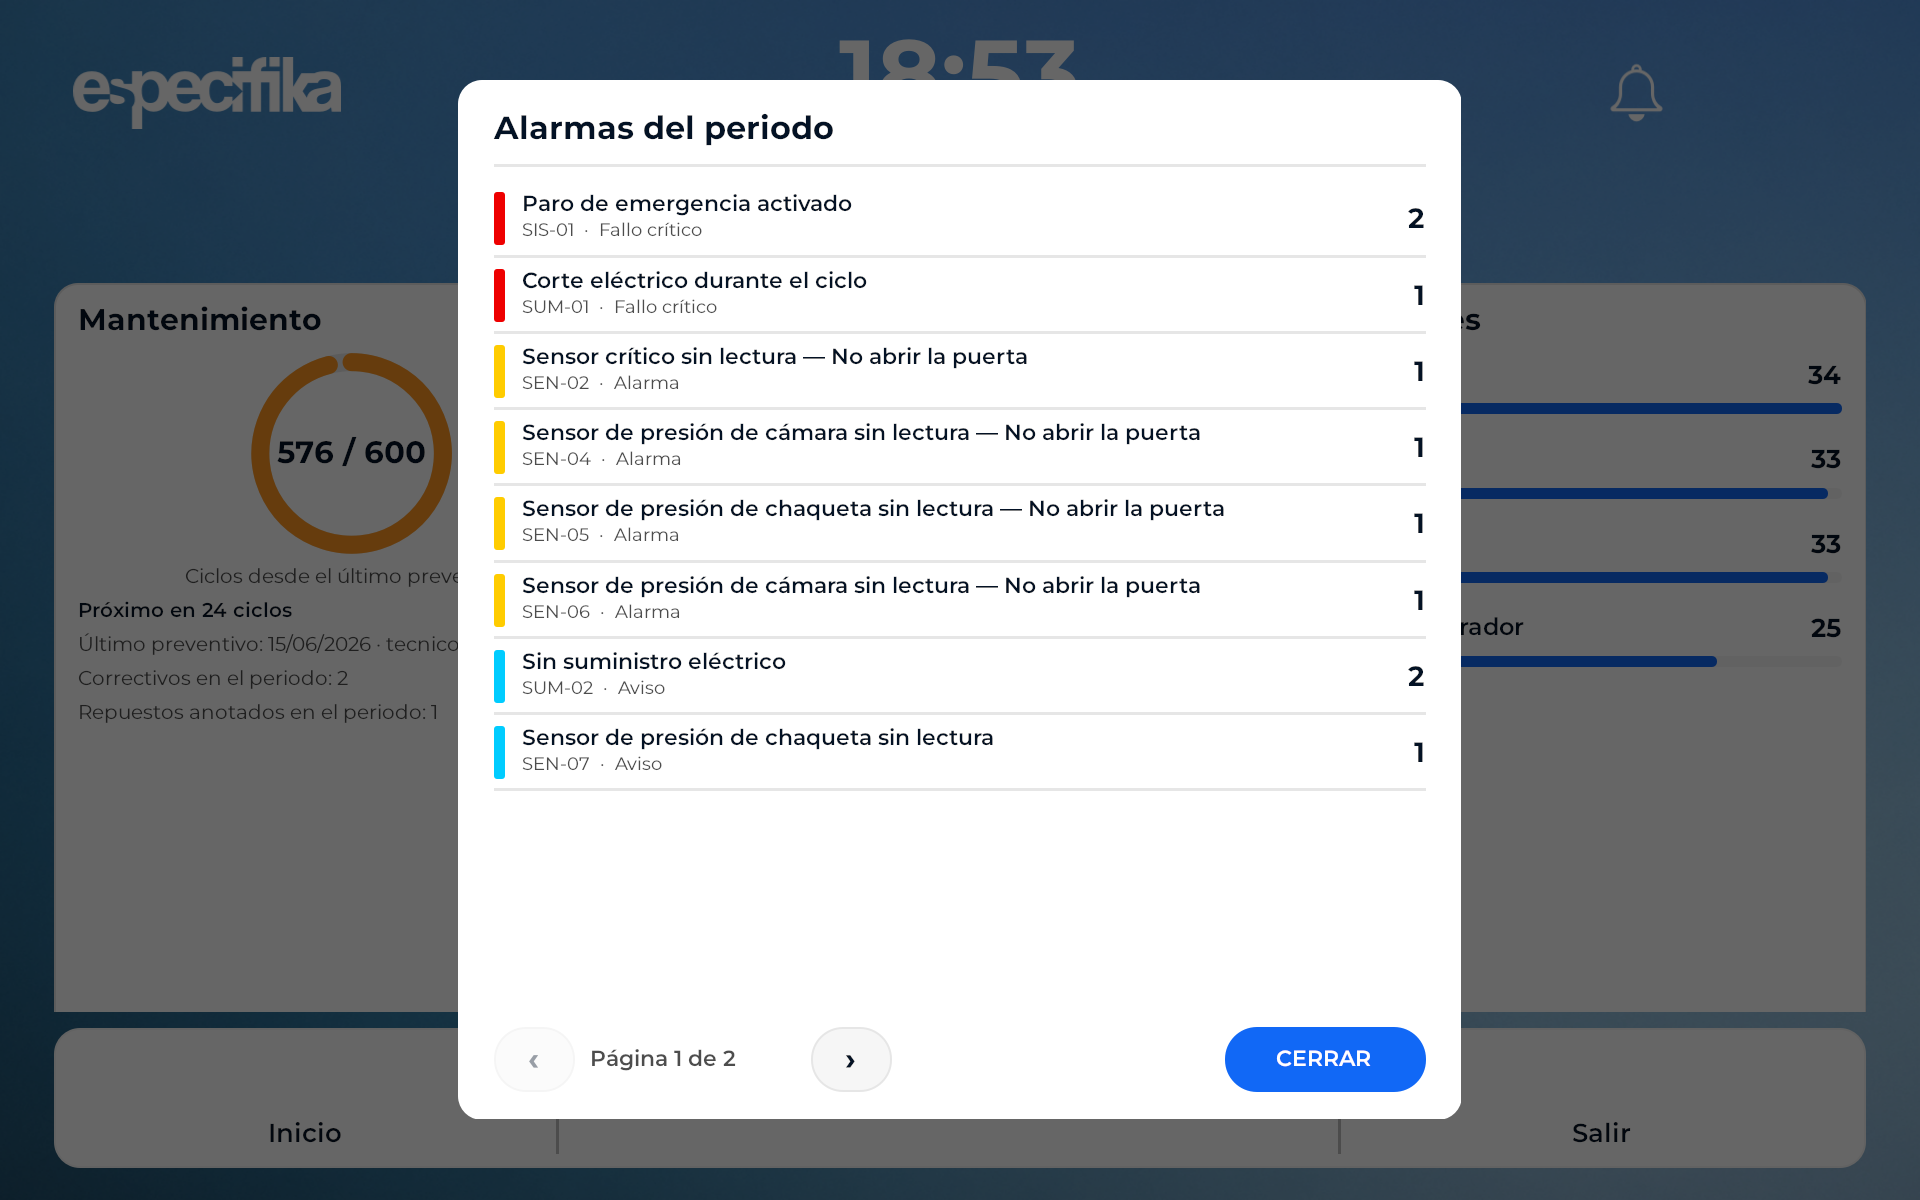 especifika
18:53
Alarmas del periodo
Paro de emergencia activado
SIS-01 · Fallo crítico
2
Corte eléctrico durante el ciclo
SUM-01 · Fallo crítico
1
Sensor crítico sin lectura — No abrir la puerta
SEN-02 · Alarma
1
Sensor de presión de cámara sin lectura — No abrir la puerta
SEN-04 · Alarma
1
Sensor de presión de chaqueta sin lectura — No abrir la puerta
SEN-05 · Alarma
1
Sensor de presión de cámara sin lectura — No abrir la puerta
SEN-06 · Alarma
1
Sin suministro eléctrico
SUM-02 · Aviso
2
Sensor de presión de chaqueta sin lectura
SEN-07 · Aviso
1
‹ Página 1 de 2 ›
CERRAR
Mantenimiento
576 / 600
Ciclos desde el último preve
Próximo en 24 ciclos
Último preventivo: 15/06/2026 · tecnico
Correctivos en el periodo: 2
Repuestos anotados en el periodo: 1
es
34
33
33
rador
25
Inicio
Salir